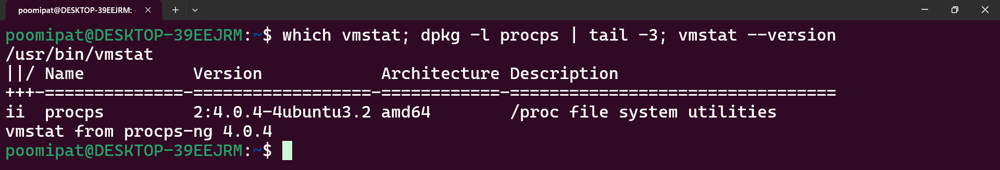 poomipat@DESKTOP-39EEJRM: ~
poomipat@DESKTOP-39EEJRM:~$ which vmstat; dpkg -l procps | tail -3; vmstat --version
/usr/bin/vmstat
||/ Name           Version            Architecture Description
+++-==============-==================-============-=================================
ii  procps         2:4.0.4-4ubuntu3.2 amd64        /proc file system utilities
vmstat from procps-ng 4.0.4
poomipat@DESKTOP-39EEJRM:~$